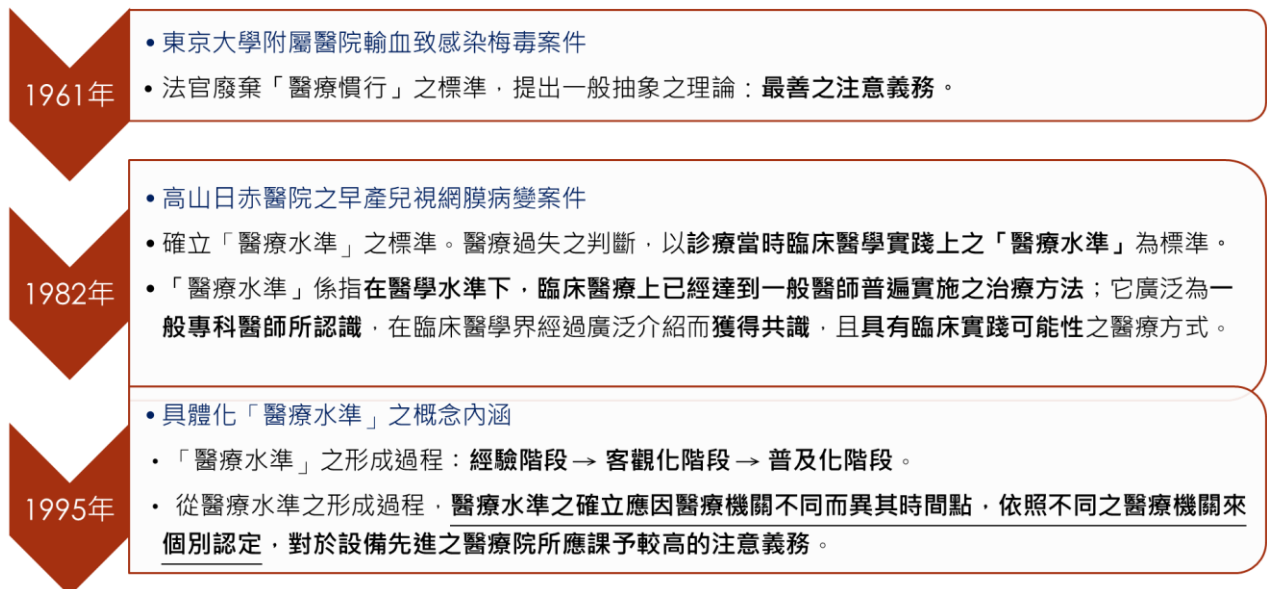 1961年
•東京大學附屬醫院輸血致感染梅毒案件
•法官廢棄「醫療慣行」之標準，提出一般抽象之理論：最善之注意義務。
1982年
•高山日赤醫院之早產兒視網膜病變案件
•確立「醫療水準」之標準。醫療過失之判斷，以診療當時臨床醫學實踐上之「醫療水準」為標準。
•「醫療水準」係指在醫學水準下，臨床醫療上已經達到一般醫師普遍實施之治療方法；它廣泛為一
般專科醫師所認識，在臨床醫學界經過廣泛介紹而獲得共識，且具有臨床實踐可能性之醫療方式。
1995年
•具體化「醫療水準」之概念內涵
•「醫療水準」之形成過程：經驗階段→ 客觀化階段→ 普及化階段。
• 從醫療水準之形成過程，醫療水準之確立應因醫療機關不同而異其時間點，依照不同之醫療機關來
個別認定，對於設備先進之醫療院所應課予較高的注意義務。